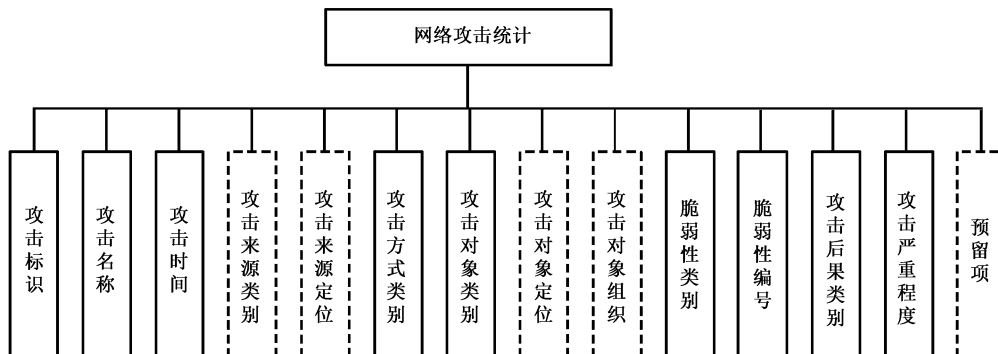 网络攻击统计
攻击标识
攻击名称
攻击时间
攻击来源类别
攻击来源定位
攻击方式类别
攻击对象类别
攻击对象定位
攻击对象组织
脆弱性类别
脆弱性编号
攻击后果类别
攻击严重程度
预留项